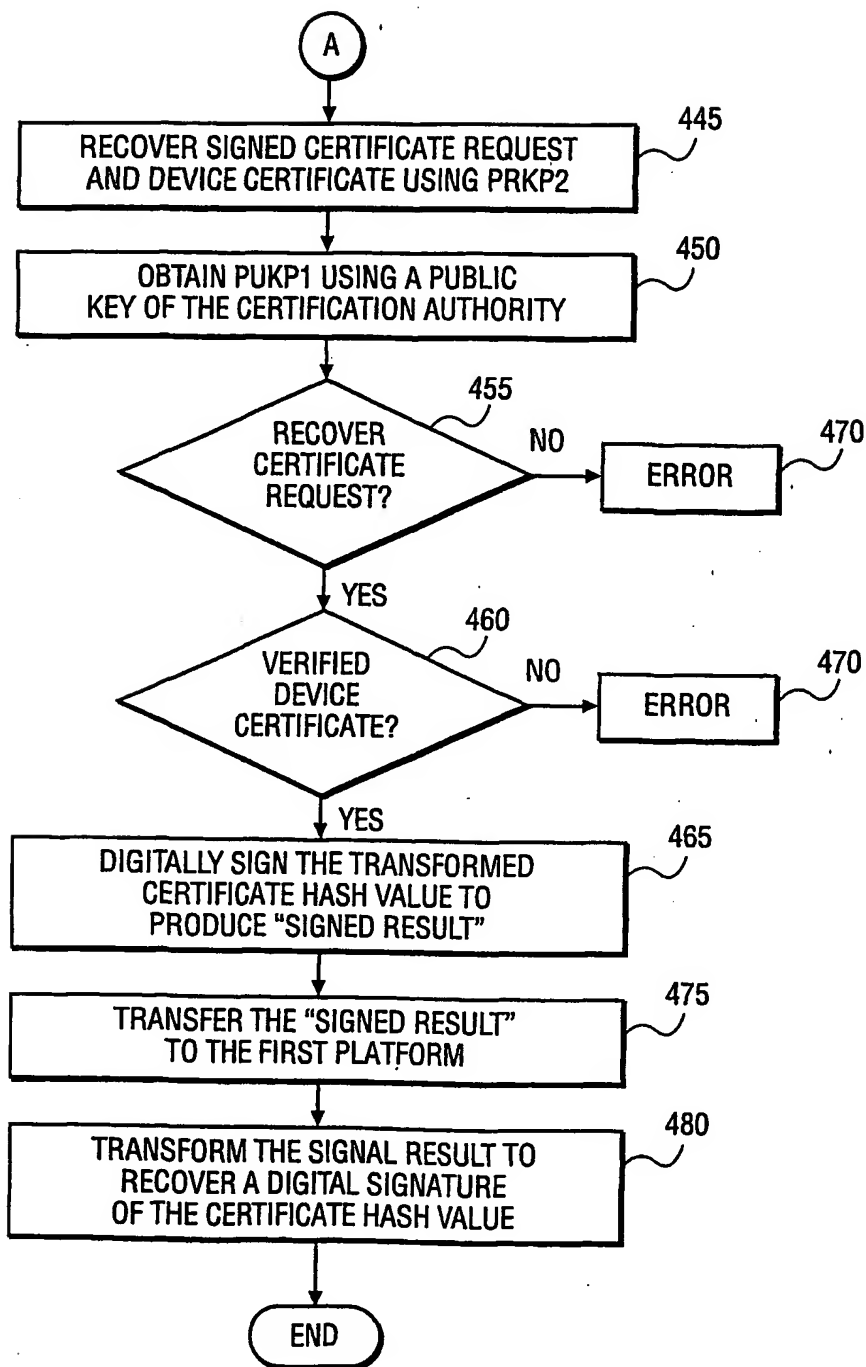 A
445
RECOVER SIGNED CERTIFICATE REQUEST
AND DEVICE CERTIFICATE USING PRKP2
450
OBTAIN PUKP1 USING A PUBLIC
KEY OF THE CERTIFICATION AUTHORITY
455
RECOVER
CERTIFICATE
REQUEST?
NO
470
ERROR
YES
460
VERIFIED
DEVICE
CERTIFICATE?
NO
470
ERROR
YES
465
DIGITALLY SIGN THE TRANSFORMED
CERTIFICATE HASH VALUE TO
PRODUCE “SIGNED RESULT”
475
TRANSFER THE “SIGNED RESULT”
TO THE FIRST PLATFORM
480
TRANSFORM THE SIGNAL RESULT TO
RECOVER A DIGITAL SIGNATURE
OF THE CERTIFICATE HASH VALUE
END